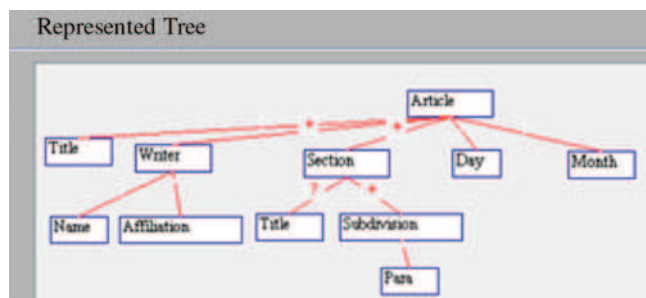 Represented Tree
Article
Title
Writer
Section
Day
Month
Name
Affiliation
Title
Subdivision
Para